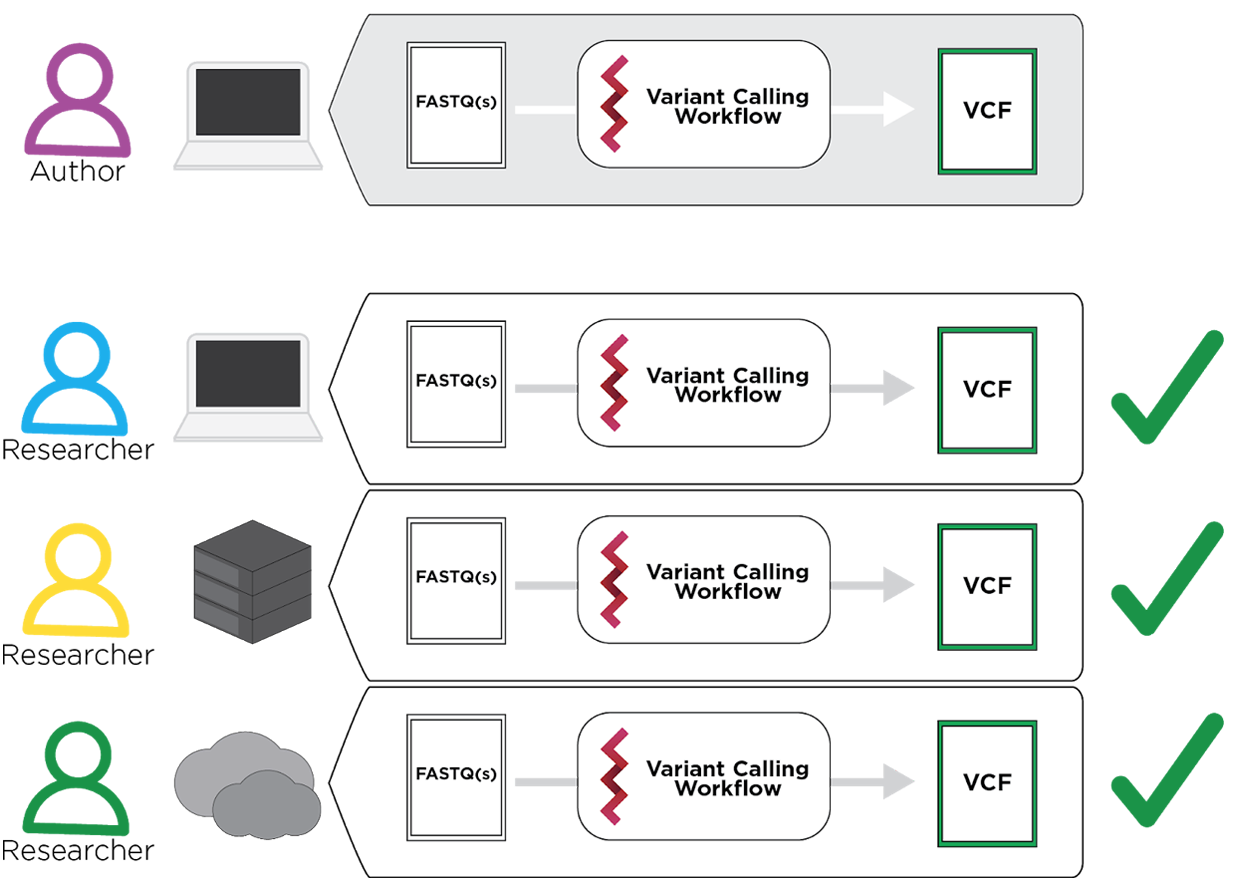 Author
FASTQ(s)
Variant Calling
Workflow
VCF
Researcher
FASTQ(s)
Variant Calling
Workflow
VCF
Researcher
FASTQ(s)
Variant Calling
Workflow
VCF
Researcher
FASTQ(s)
Variant Calling
Workflow
VCF